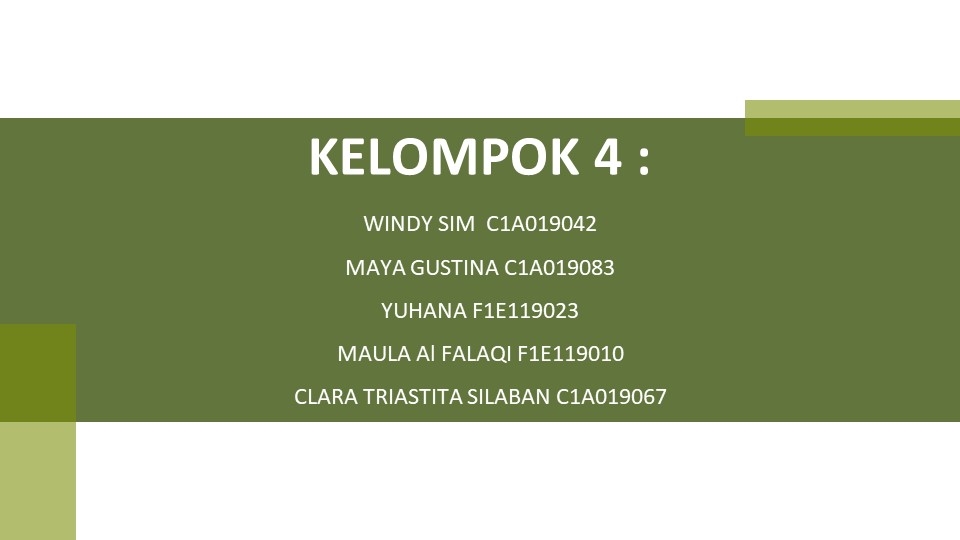 KELOMPOK 4 :
WINDY SIM  C1A019042
MAYA GUSTINA C1A019083
YUHANA F1E119023
MAULA Al FALAQI F1E119010
CLARA TRIASTITA SILABAN C1A019067